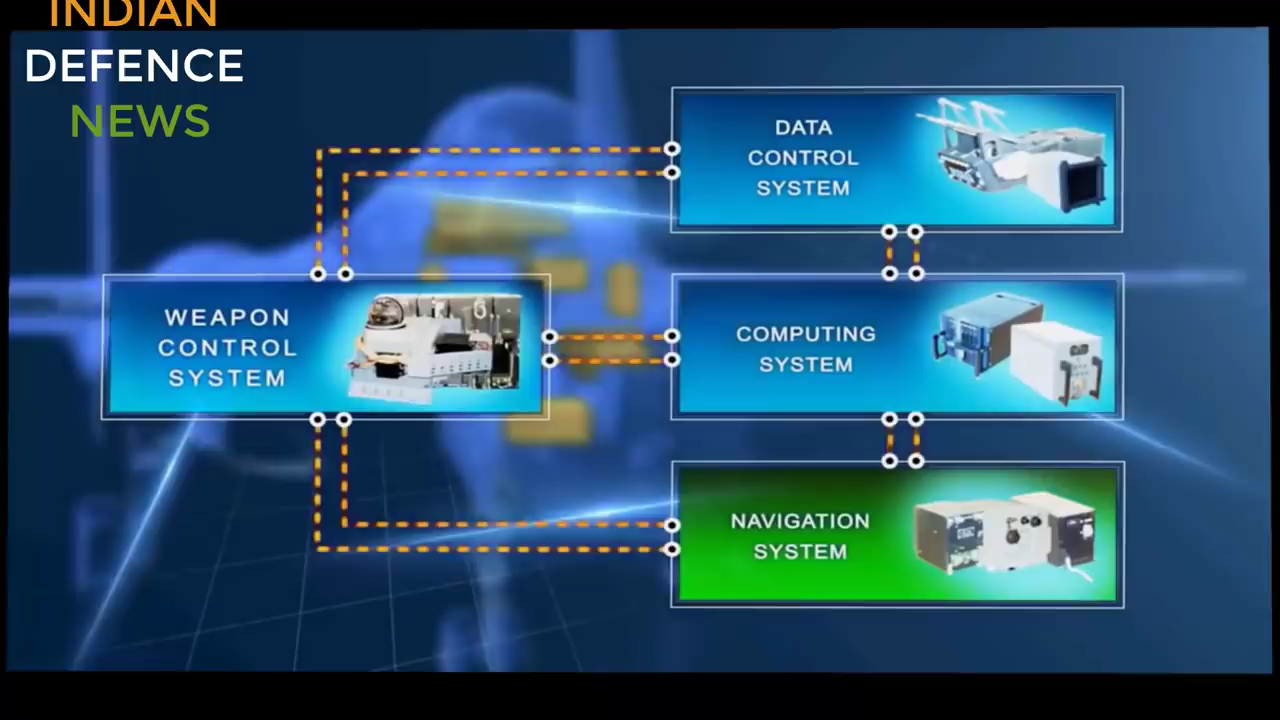 INDIAN
DEFENCE
NEWS
DATA
CONTROL
SYSTEM
WEAPON
CONTROL
SYSTEM
COMPUTING
SYSTEM
NAVIGATION
SYSTEM